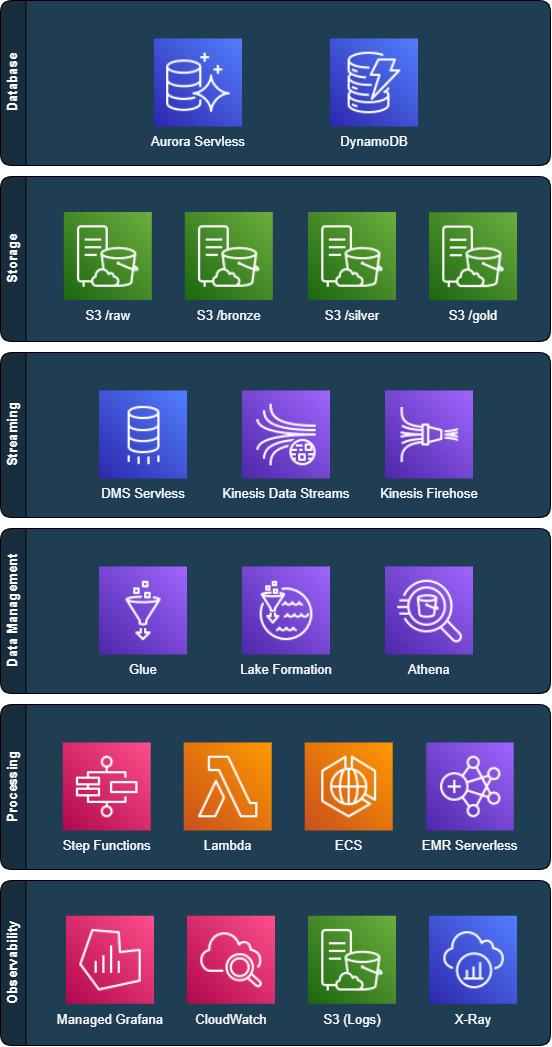 Database
Aurora Servless
DynamoDB
Storage
S3 /raw
S3 /bronze
S3 /silver
S3 /gold
Streaming
DMS Servless
Kinesis Data Streams
Kinesis Firehose
Data Management
Glue
Lake Formation
Athena
Processing
Step Functions
Lambda
ECS
EMR Serverless
Observability
Managed Grafana
CloudWatch
S3 (Logs)
X-Ray